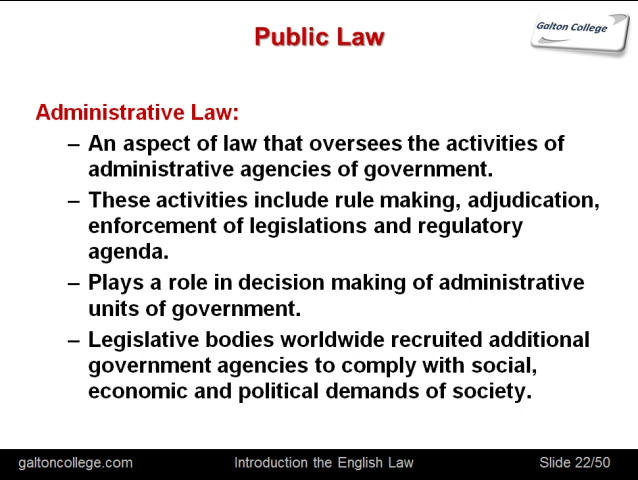 Public Law
Galton College
Administrative Law:
– An aspect of law that oversees the activities of
administrative agencies of government.
– These activities include rule making, adjudication,
enforcement of legislations and regulatory
agenda.
– Plays a role in decision making of administrative
units of government.
– Legislative bodies worldwide recruited additional
government agencies to comply with social,
economic and political demands of society.
galtoncollege.com Introduction the English Law Slide 22/50